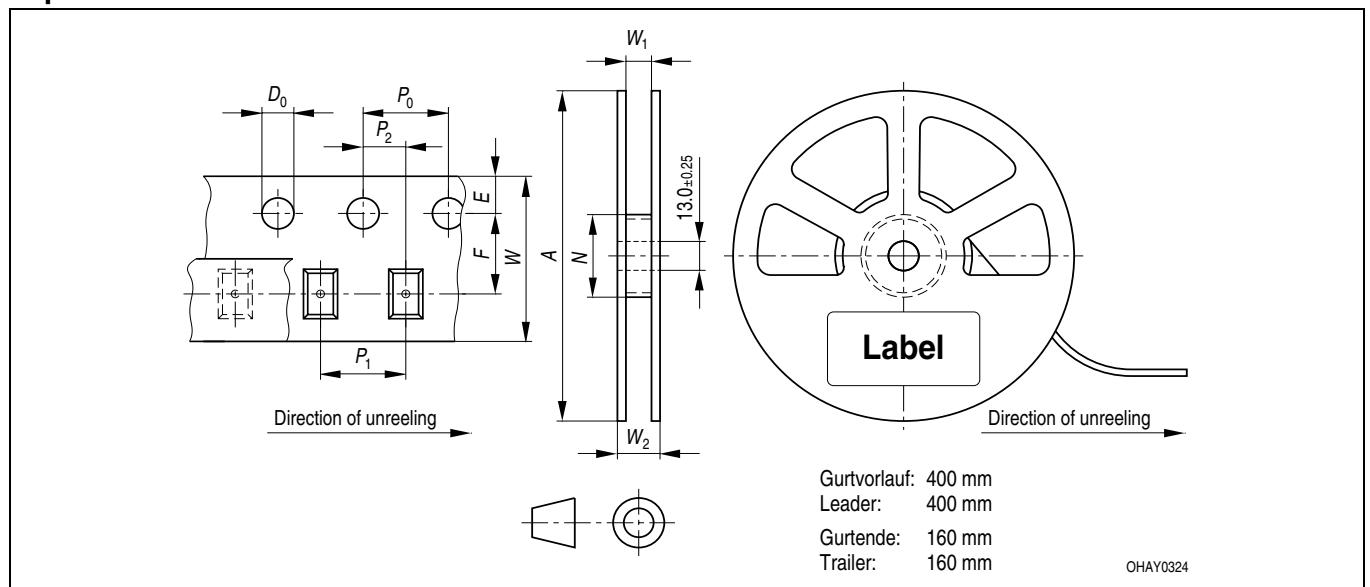 W1
D0
P0
P2
E
F
W
A
N
13.0±0.25
Label
P1
Direction of unreeling
W2
Direction of unreeling
Gurtvorlauf: 400 mm
Leader: 400 mm
Gurtende: 160 mm
Trailer: 160 mm
OHAY0324